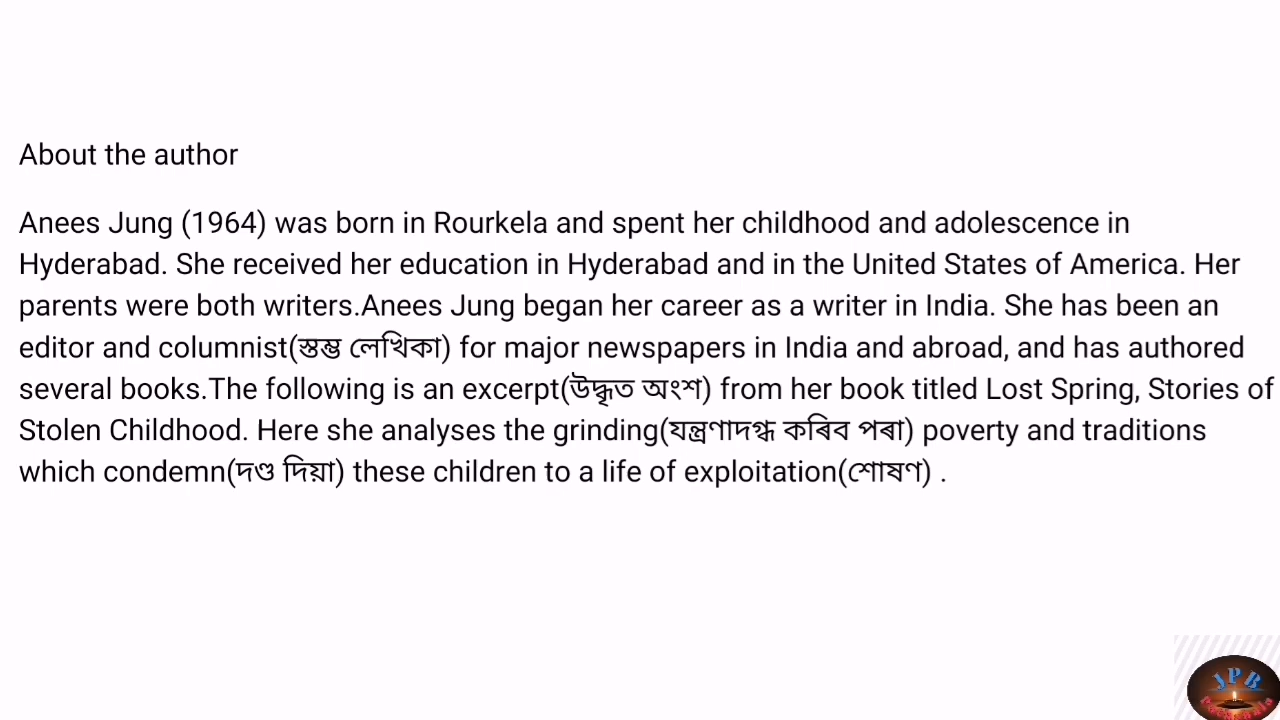 About the author
Anees Jung (1964) was born in Rourkela and spent her childhood and adolescence in
Hyderabad. She received her education in Hyderabad and in the United States of America. Her
parents were both writers.Anees Jung began her career as a writer in India. She has been an
editor and columnist(স্তম্ভ লেখিকা) for major newspapers in India and abroad, and has authored
several books.The following is an excerpt(উদ্ধৃত অংশ) from her book titled Lost Spring, Stories of
Stolen Childhood. Here she analyses the grinding(যন্ত্ৰণাদগ্ধ কৰিব পৰা) poverty and traditions
which condemn(দণ্ড দিয়া) these children to a life of exploitation(শোষণ) .
JPB